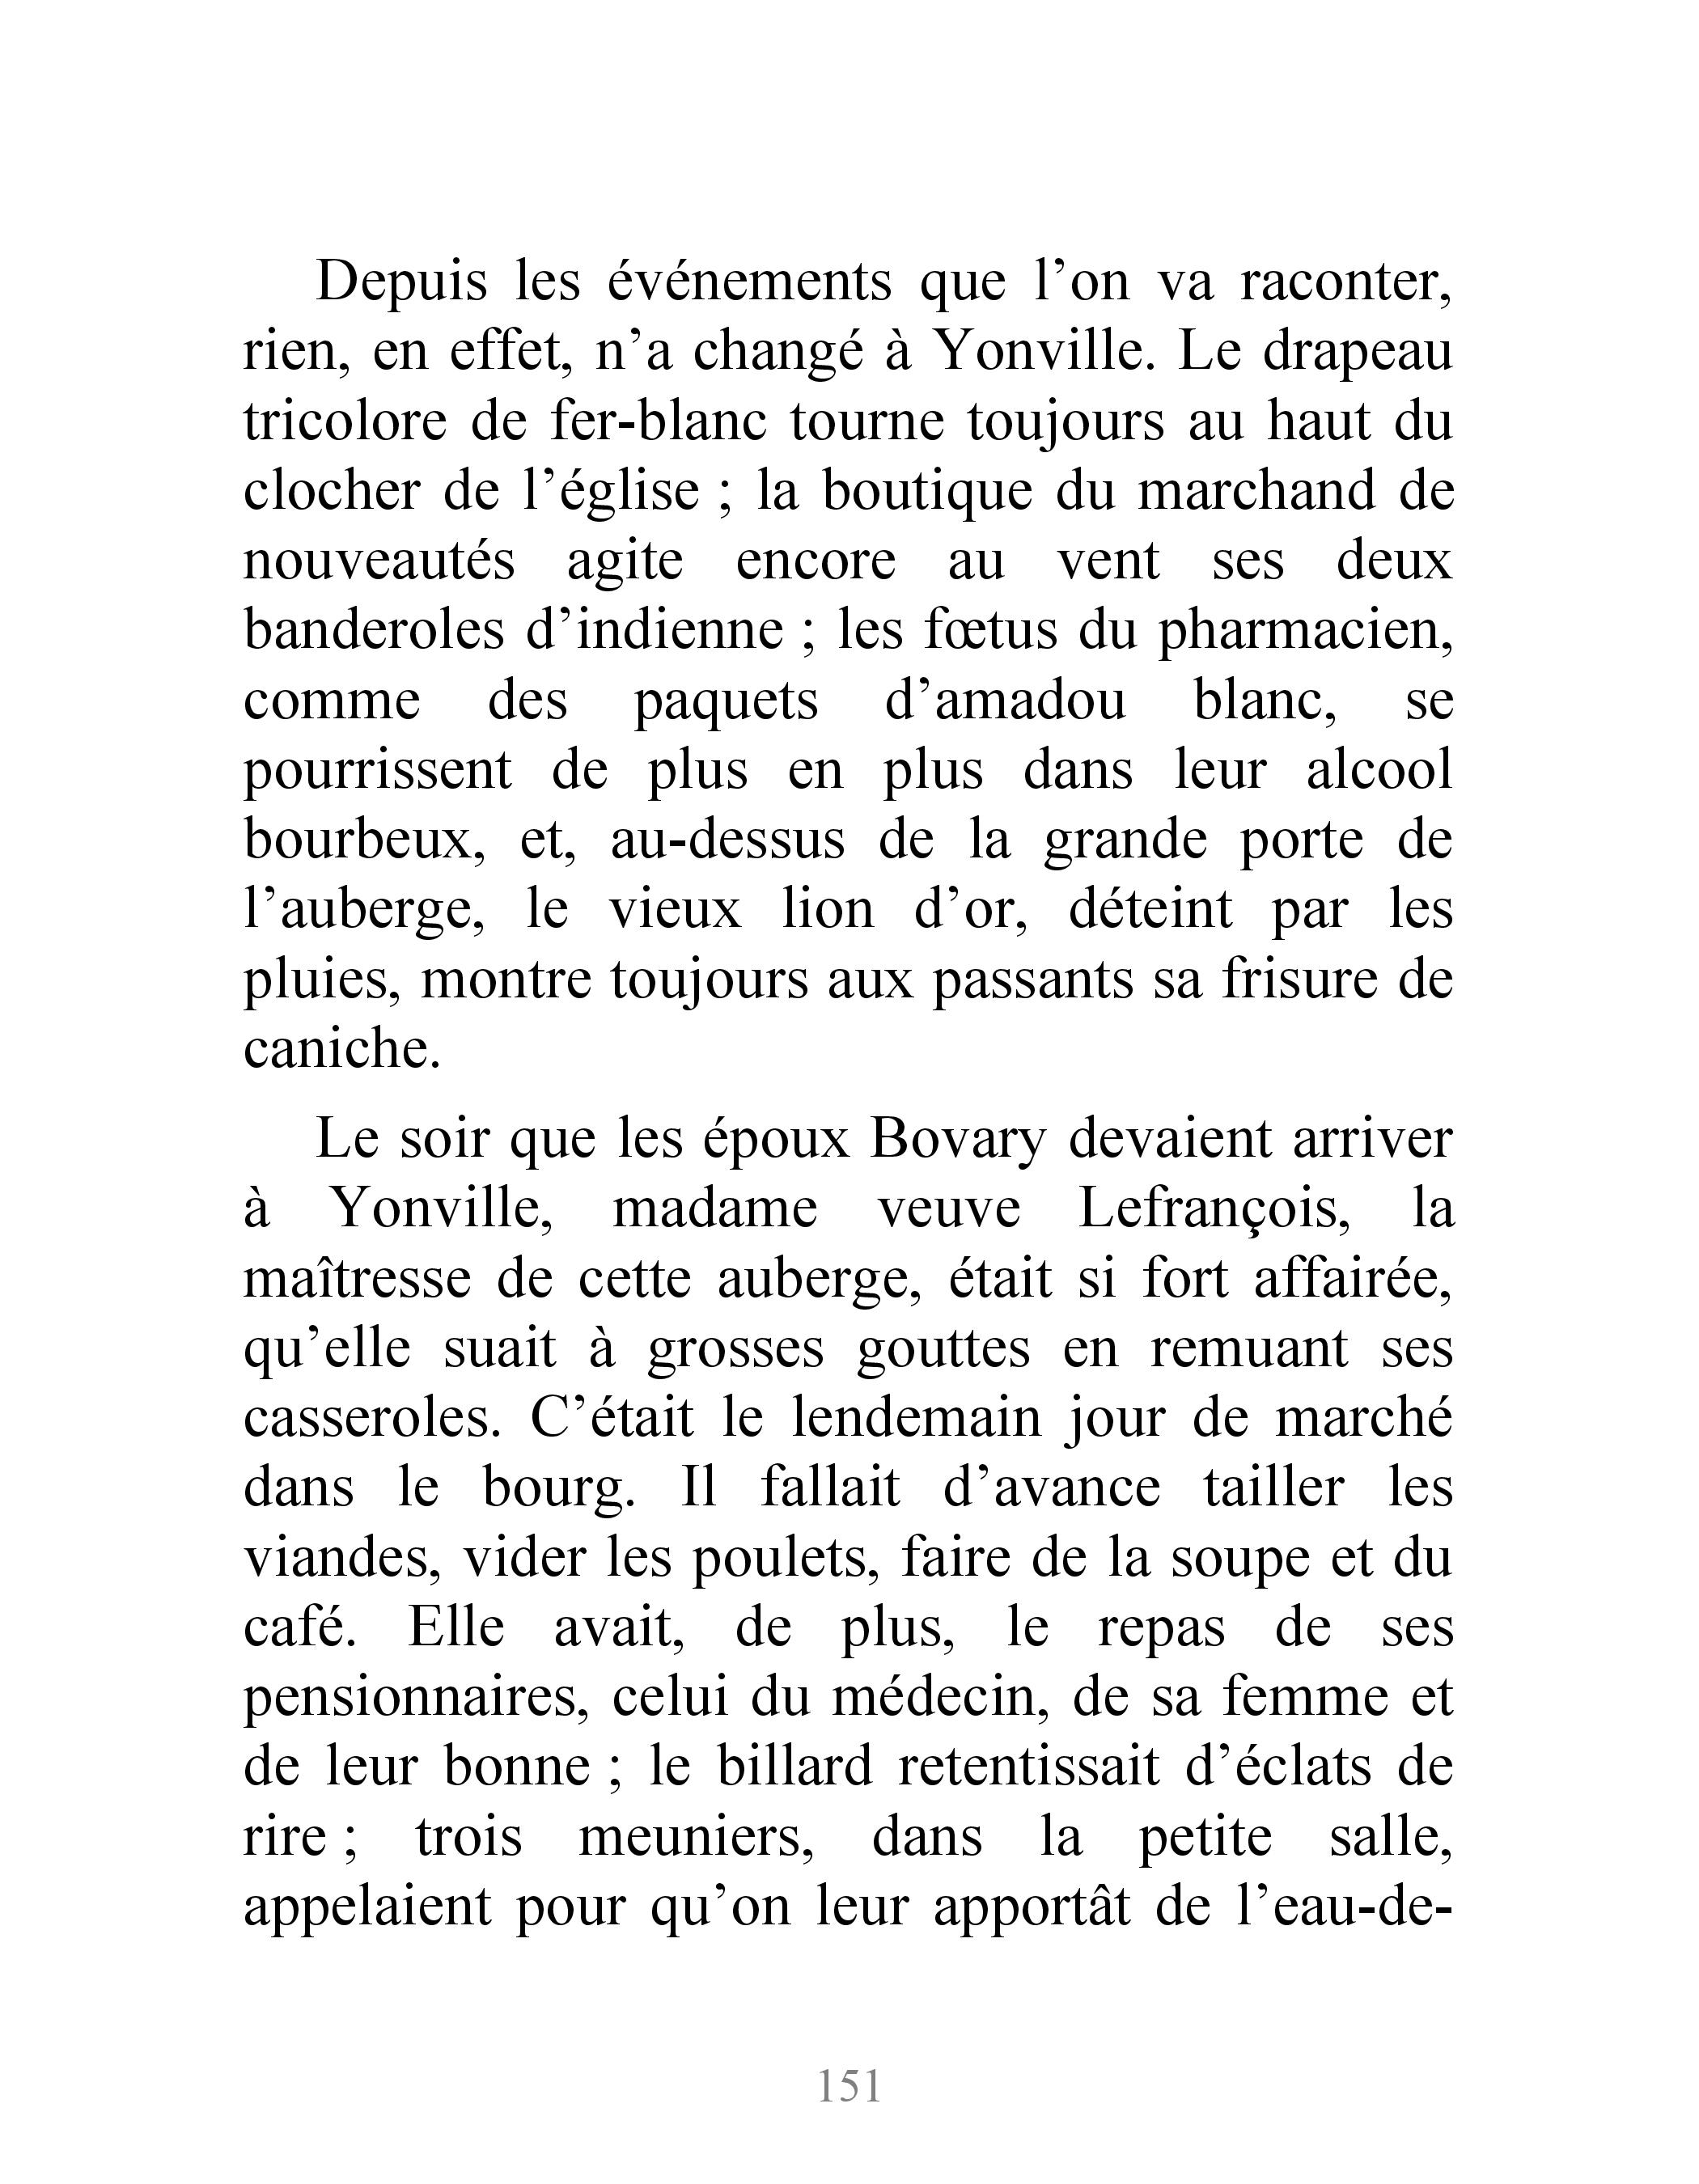 Depuis les événements que l’on va raconter,
rien, en effet, n’a changé à Yonville. Le drapeau
tricolore de fer-blanc tourne toujours au haut du
clocher de l’église ; la boutique du marchand de
nouveautés agite encore au vent ses deux
banderoles d’indienne ; les fœtus du pharmacien,
comme des paquets d’amadou blanc, se
pourrissent de plus en plus dans leur alcool
bourbeux, et, au-dessus de la grande porte de
l’auberge, le vieux lion d’or, déteint par les
pluies, montre toujours aux passants sa frisure de
caniche.
Le soir que les époux Bovary devaient arriver
à Yonville, madame veuve Lefrançois, la
maîtresse de cette auberge, était si fort affairée,
qu’elle suait à grosses gouttes en remuant ses
casseroles. C’était le lendemain jour de marché
dans le bourg. Il fallait d’avance tailler les
viandes, vider les poulets, faire de la soupe et du
café. Elle avait, de plus, le repas de ses
pensionnaires, celui du médecin, de sa femme et
de leur bonne ; le billard retentissait d’éclats de
rire ; trois meuniers, dans la petite salle,
appelaient pour qu’on leur apportât de l’eau-de-
151